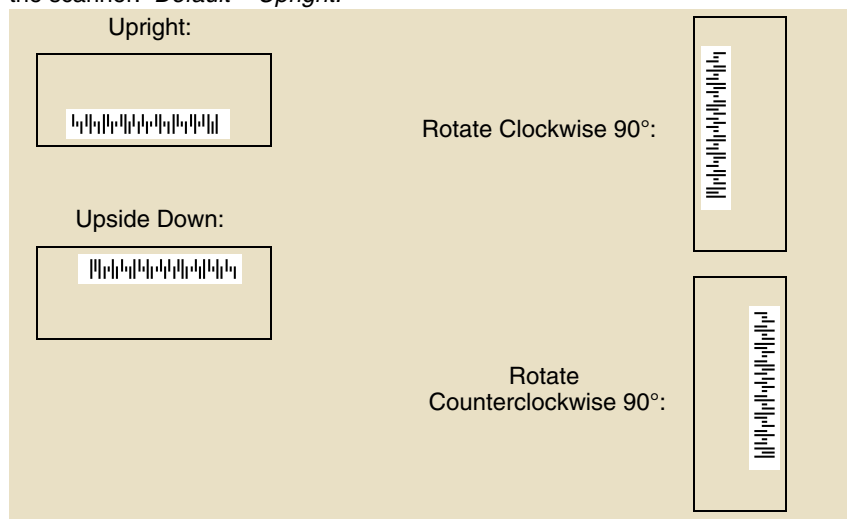 the scanner. Default = Upright.
Upright:
Rotate Clockwise 90°:
Upside Down:
Rotate
Counterclockwise 90°: